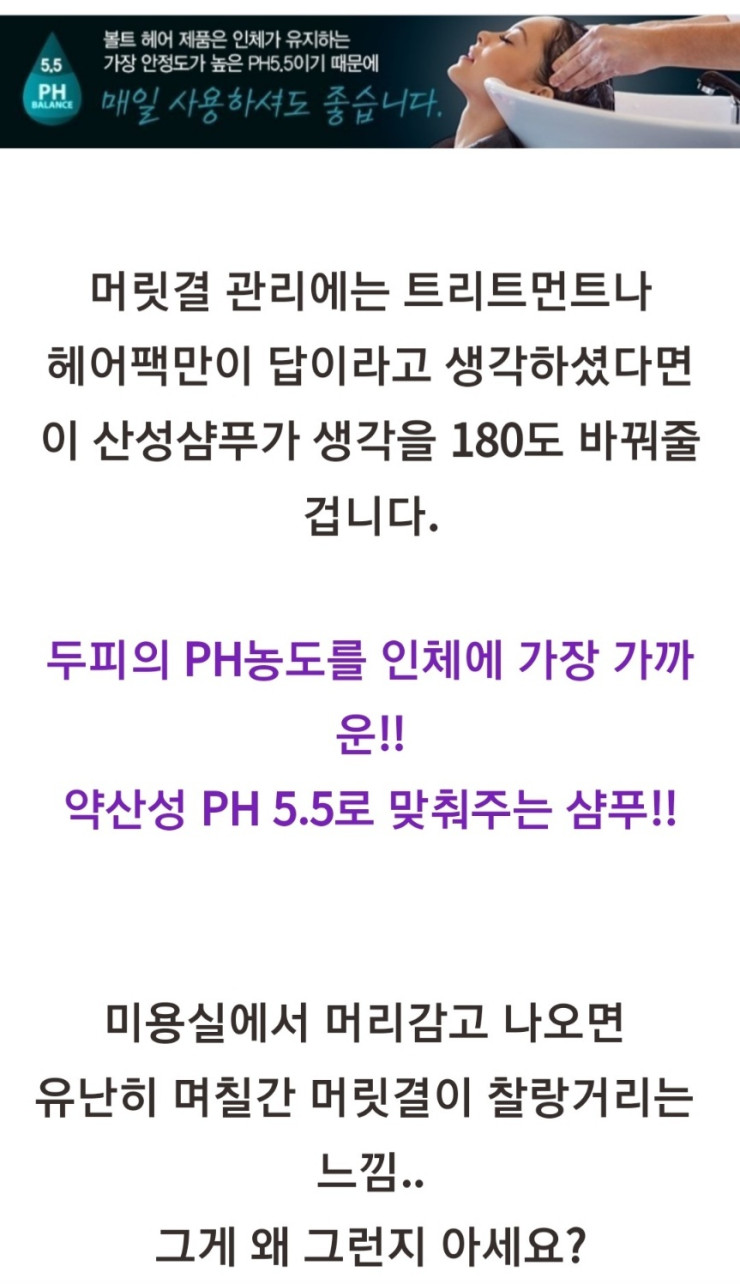 5.5
PH
BALANCE
볼트 헤어 제품은 인체가 유지하는
가장 안정도가 높은 PH5.5이기 때문에
매일 사용하셔도 좋습니다.
머릿결 관리에는 트리트먼트나
헤어팩만이 답이라고 생각하셨다면
이 산성샴푸가 생각을 180도 바꿔줄
겁니다.
두피의 PH농도를 인체에 가장 가까
운!!
약산성 PH 5.5로 맞춰주는 샴푸!!
미용실에서 머리감고 나오면
유난히 며칠간 머릿결이 찰랑거리는
느낌..
그게 왜 그런지 아세요?